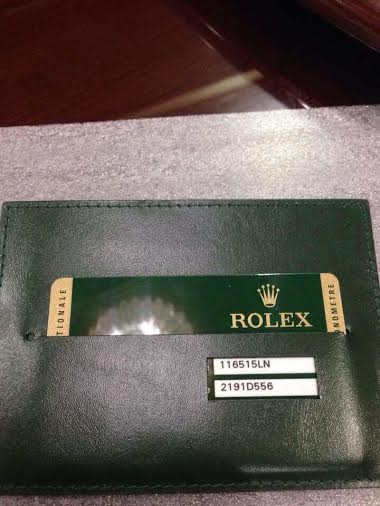 TIONALE
ROLEX
NOMETRE
116515LN
2191D556